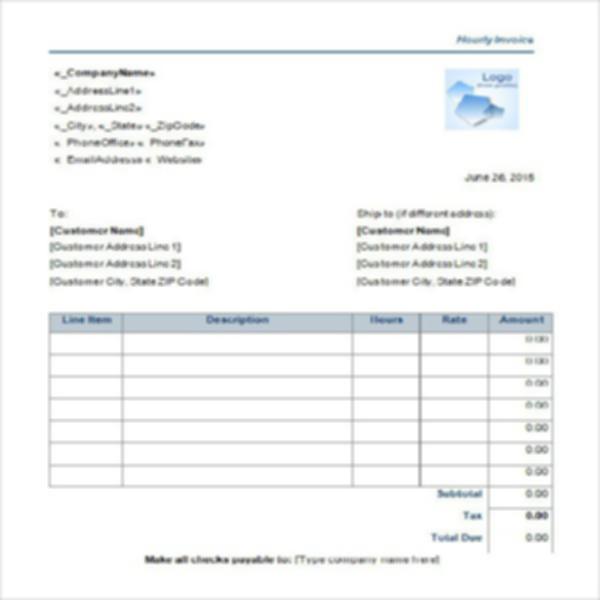 Hourly Invoice
«_CompanyName»
Logo
«_AddressLine1»
«_AddressLine2»
«_City», «_State» «_ZipCode»
« PhoneOffice» « PhoneFax»
« EmailAddress» « Website»
June 26,
To:
Ship to (if different address):
[Customer Name]
[Customer Name]
[Customer Address Line 1]
[Customer Address Line 1]
[Customer Address Line 2]
[Customer Address Line 2]
[Customer City, State ZIP Code]
[Customer City, State ZIP Code]
Line Item Description Hours Rate Amount
0.00
0.00
0.00
0.00
0.00
0.00
0.00
Subtotal 0.00
Tax 0.00
Total Due 0.00
Make all checks payable to: [Type company name here]